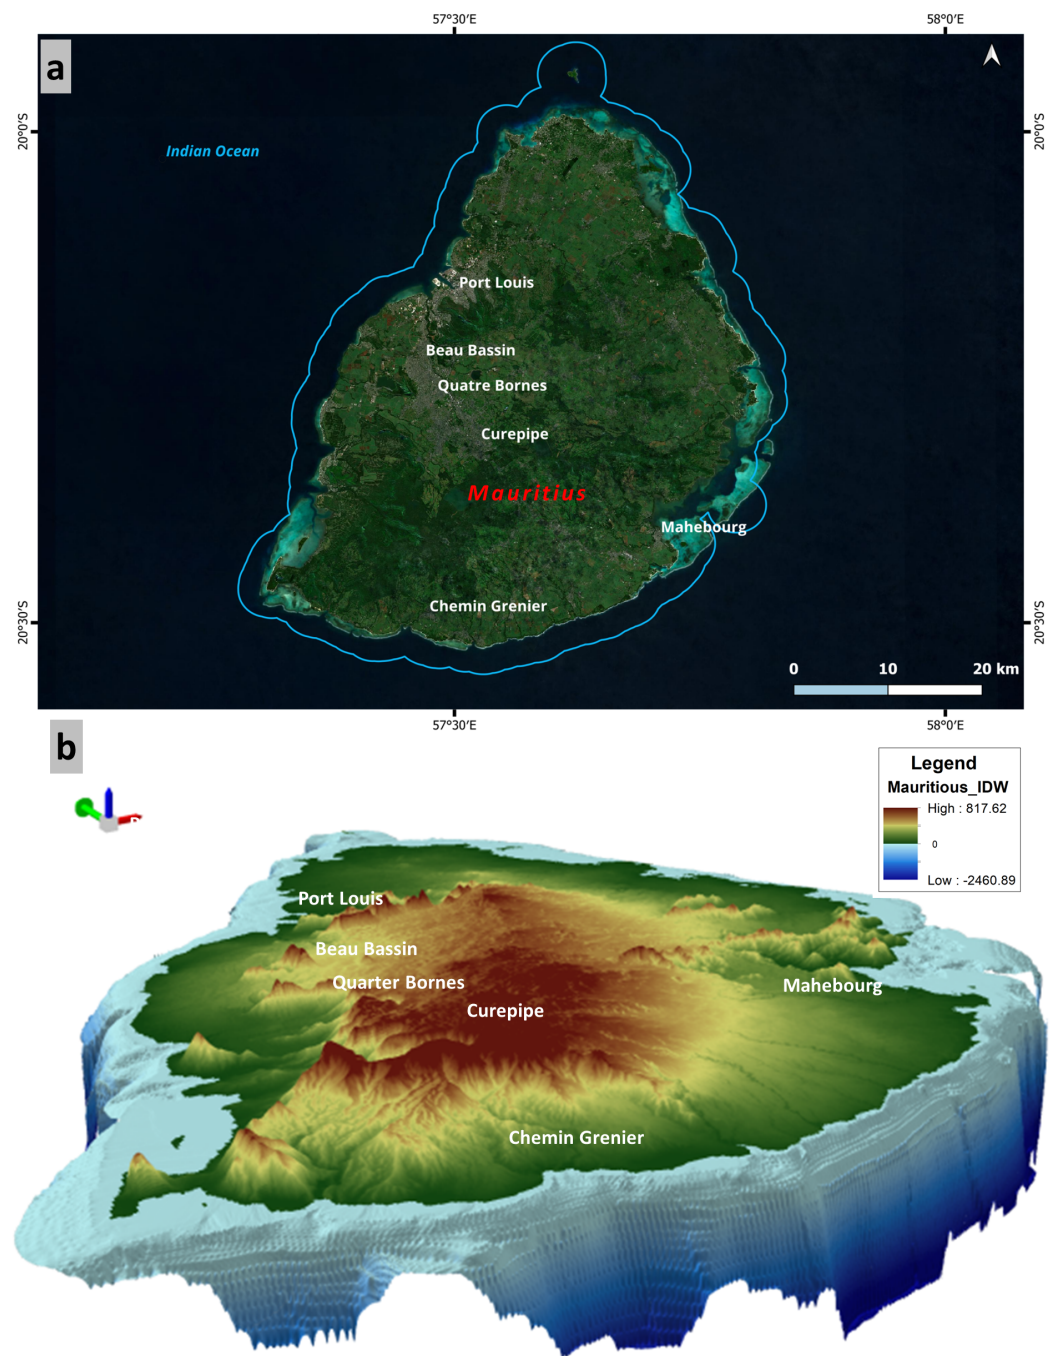 57°30'E 58°0'E
a
20°0'S 20°0'S
Indian Ocean
Port Louis
Beau Bassin
Quatre Bornes
Curepipe
Mauritius
Mahebourg
Chemin Grenier
20°30'S 20°30'S
0 10 20 km
57°30'E 58°0'E
b
Legend
Mauritious_IDW
High : 817.62
0
Low : -2460.89
Port Louis
Beau Bassin
Quarter Bornes
Mahebourg
Curepipe
Chemin Grenier